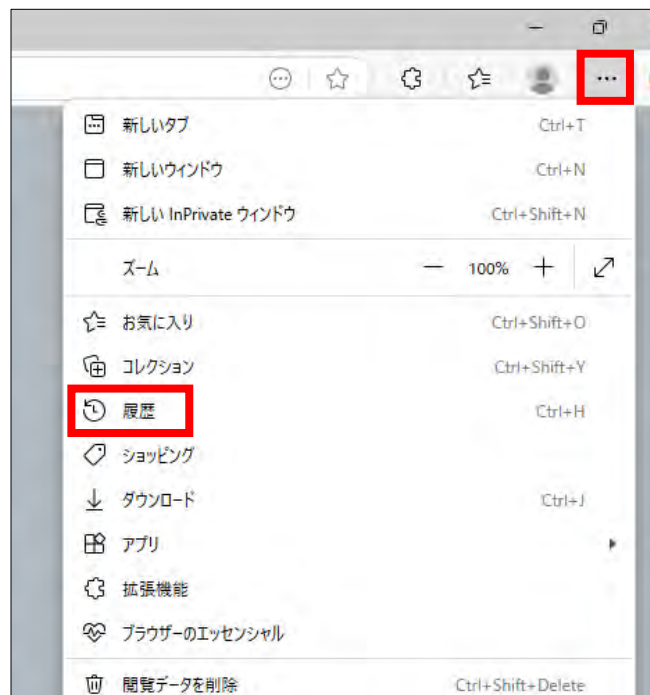 新しいタブ Ctrl+T
新しいウィンドウ Ctrl+N
新しい InPrivate ウィンドウ Ctrl+Shift+N
ズーム 100%
お気に入り Ctrl+Shift+O
コレクション Ctrl+Shift+Y
履歴 Ctrl+H
ショッピング
ダウンロード Ctrl+J
アプリ
拡張機能
ブラウザーのエッセンシャル
閲覧データを削除 Ctrl+Shift+Delete